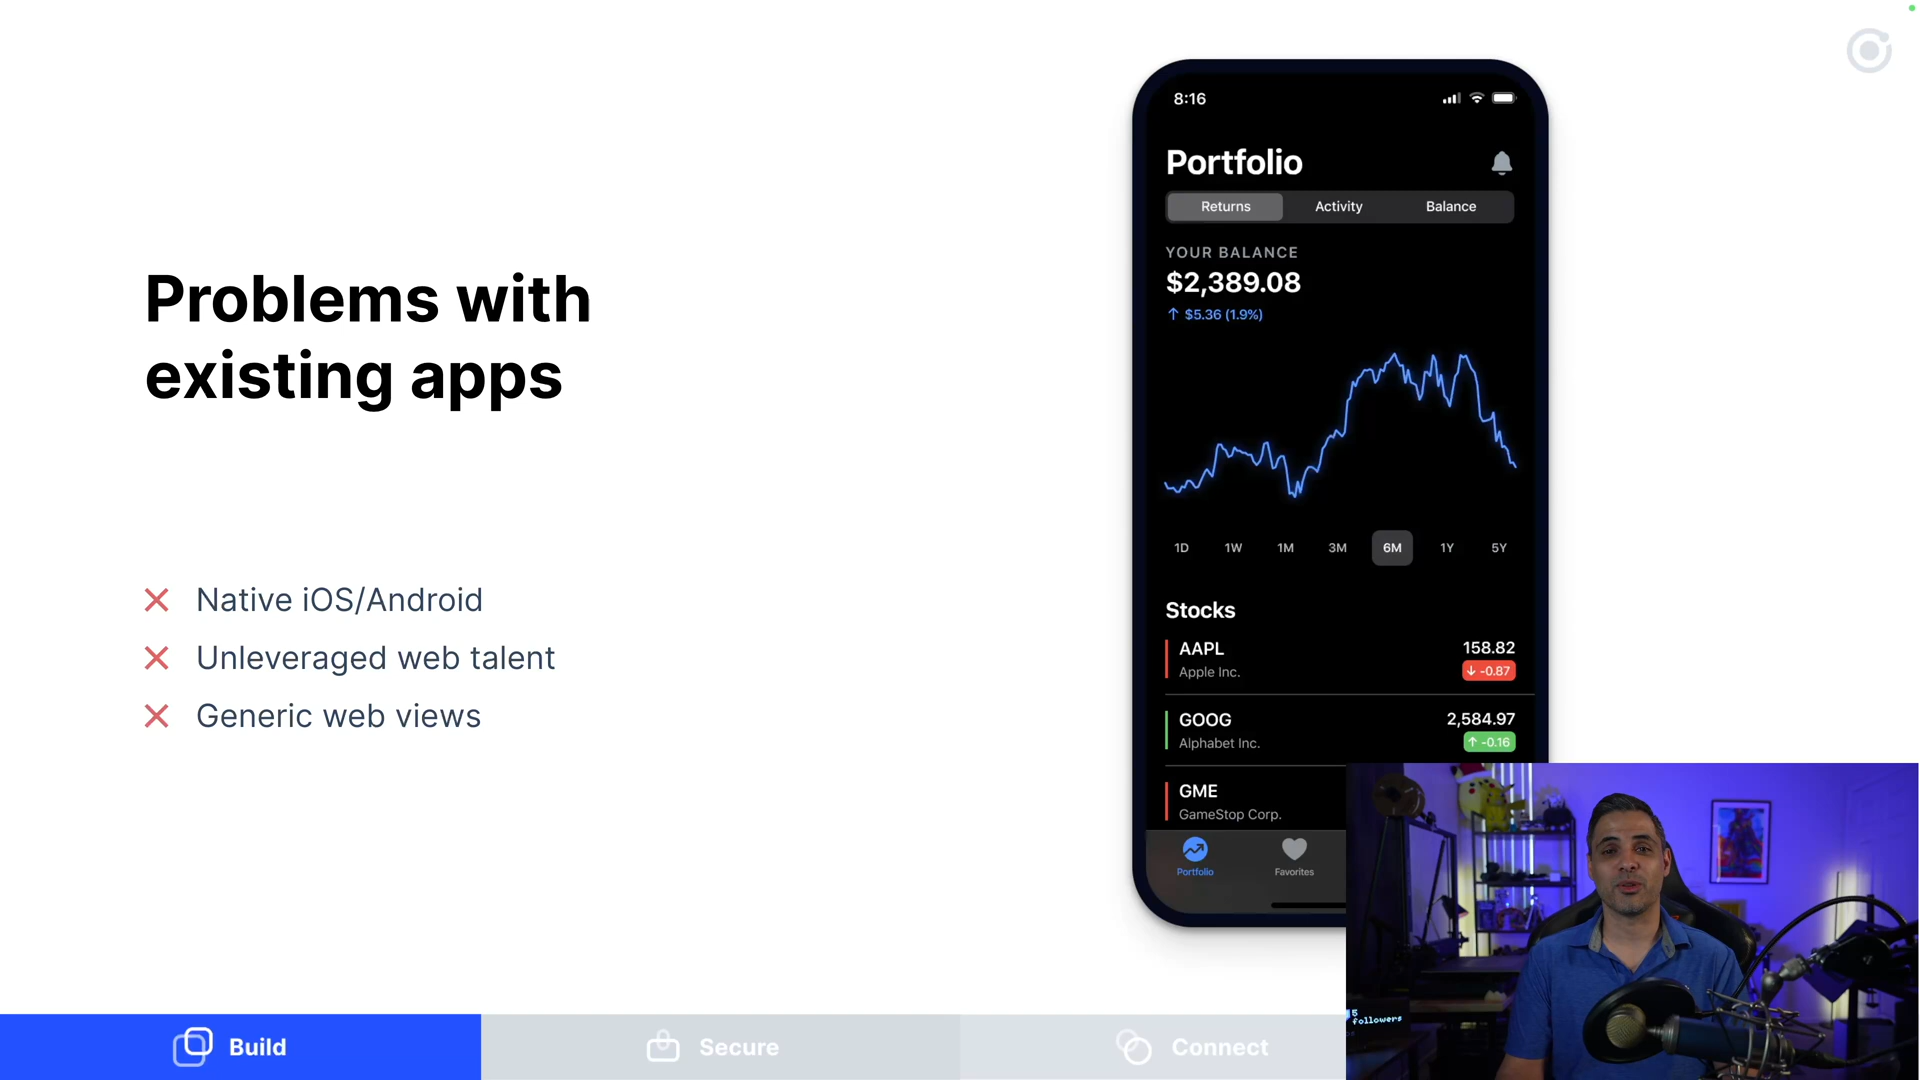 Problems with
existing apps
Native iOS/Android
Unleveraged web talent
Generic web views
8:16
Portfolio
Returns Activity Balance
YOUR BALANCE
$2,389.08
↑ $5.36 (1.9%)
1D 1W 1M 3M 6M 1Y 5Y
Stocks
AAPL 158.82
Apple Inc. ↓ -0.87
GOOG 2,584.97
Alphabet Inc. ↑ -0.16
GME
GameStop Corp.
Portfolio Favorites
5
followers
Build Secure Connect